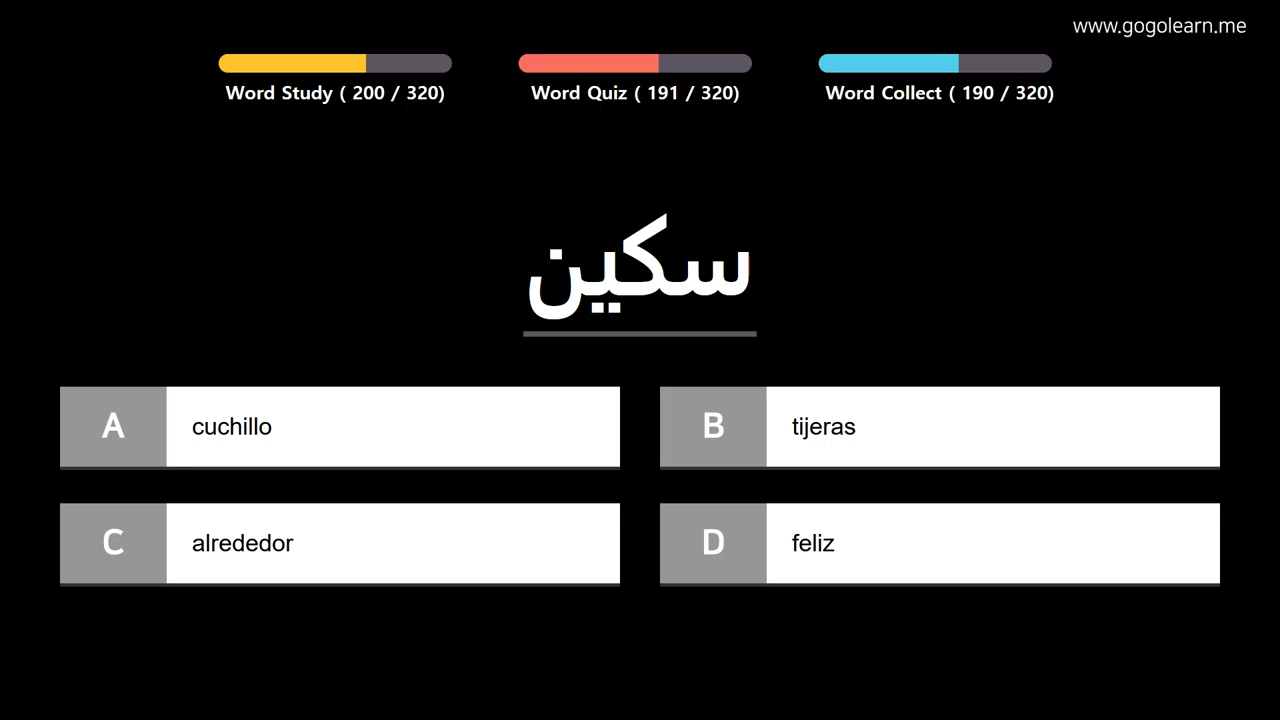 www.gogolearn.me
Word Study ( 200 / 320)
Word Quiz ( 191 / 320)
Word Collect ( 190 / 320)
سكين
A cuchillo
B tijeras
C alrededor
D feliz